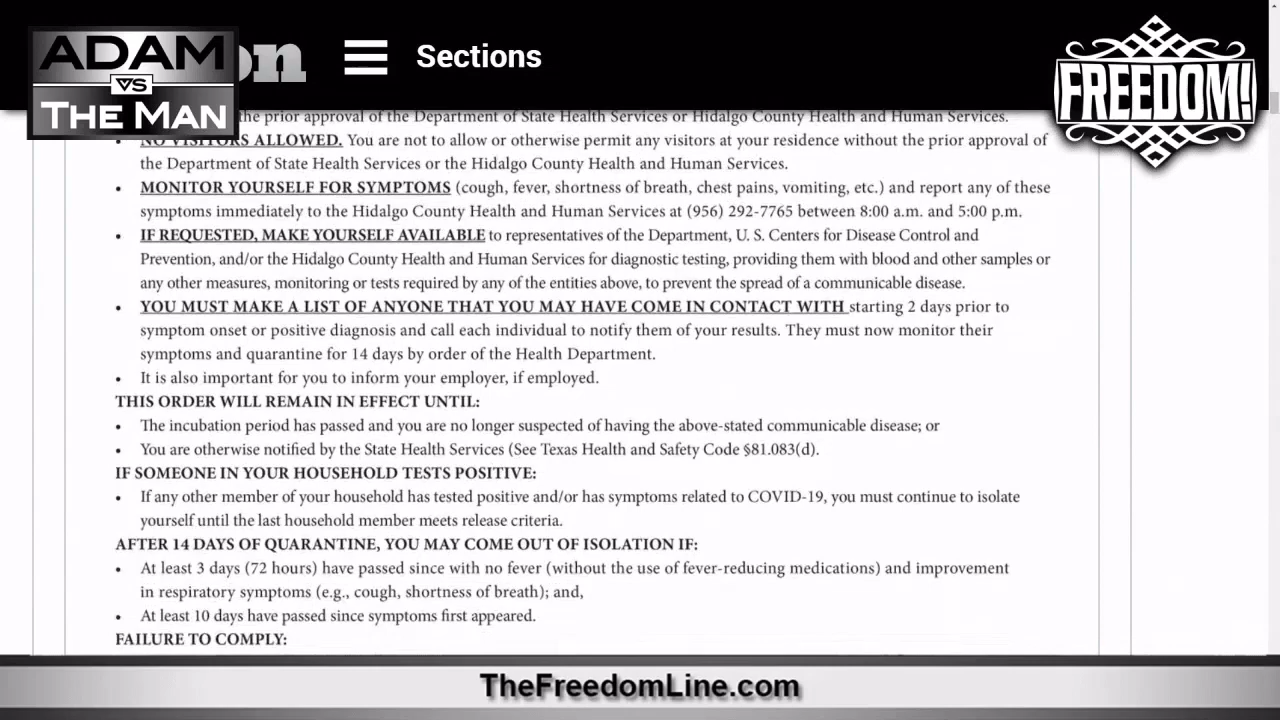 ADAM
VS
THE MAN
on
Sections
FREEDOM!
the prior approval of the Department of State Health Services or Hidalgo County Health and Human Services.
• NO VISITORS ALLOWED. You are not to allow or otherwise permit any visitors at your residence without the prior approval of
the Department of State Health Services or the Hidalgo County Health and Human Services.
• MONITOR YOURSELF FOR SYMPTOMS (cough, fever, shortness of breath, chest pains, vomiting, etc.) and report any of these
symptoms immediately to the Hidalgo County Health and Human Services at (956) 292-7765 between 8:00 a.m. and 5:00 p.m.
• IF REQUESTED, MAKE YOURSELF AVAILABLE to representatives of the Department, U. S. Centers for Disease Control and
Prevention, and/or the Hidalgo County Health and Human Services for diagnostic testing, providing them with blood and other samples or
any other measures, monitoring or tests required by any of the entities above, to prevent the spread of a communicable disease.
• YOU MUST MAKE A LIST OF ANYONE THAT YOU MAY HAVE COME IN CONTACT WITH starting 2 days prior to
symptom onset or positive diagnosis and call each individual to notify them of your results. They must now monitor their
symptoms and quarantine for 14 days by order of the Health Department.
• It is also important for you to inform your employer, if employed.
THIS ORDER WILL REMAIN IN EFFECT UNTIL:
• The incubation period has passed and you are no longer suspected of having the above-stated communicable disease; or
• You are otherwise notified by the State Health Services (See Texas Health and Safety Code §81.083(d).
IF SOMEONE IN YOUR HOUSEHOLD TESTS POSITIVE:
• If any other member of your household has tested positive and/or has symptoms related to COVID-19, you must continue to isolate
yourself until the last household member meets release criteria.
AFTER 14 DAYS OF QUARANTINE, YOU MAY COME OUT OF ISOLATION IF:
• At least 3 days (72 hours) have passed since with no fever (without the use of fever-reducing medications) and improvement
in respiratory symptoms (e.g., cough, shortness of breath); and,
• At least 10 days have passed since symptoms first appeared.
FAILURE TO COMPLY:
TheFreedomLine.com